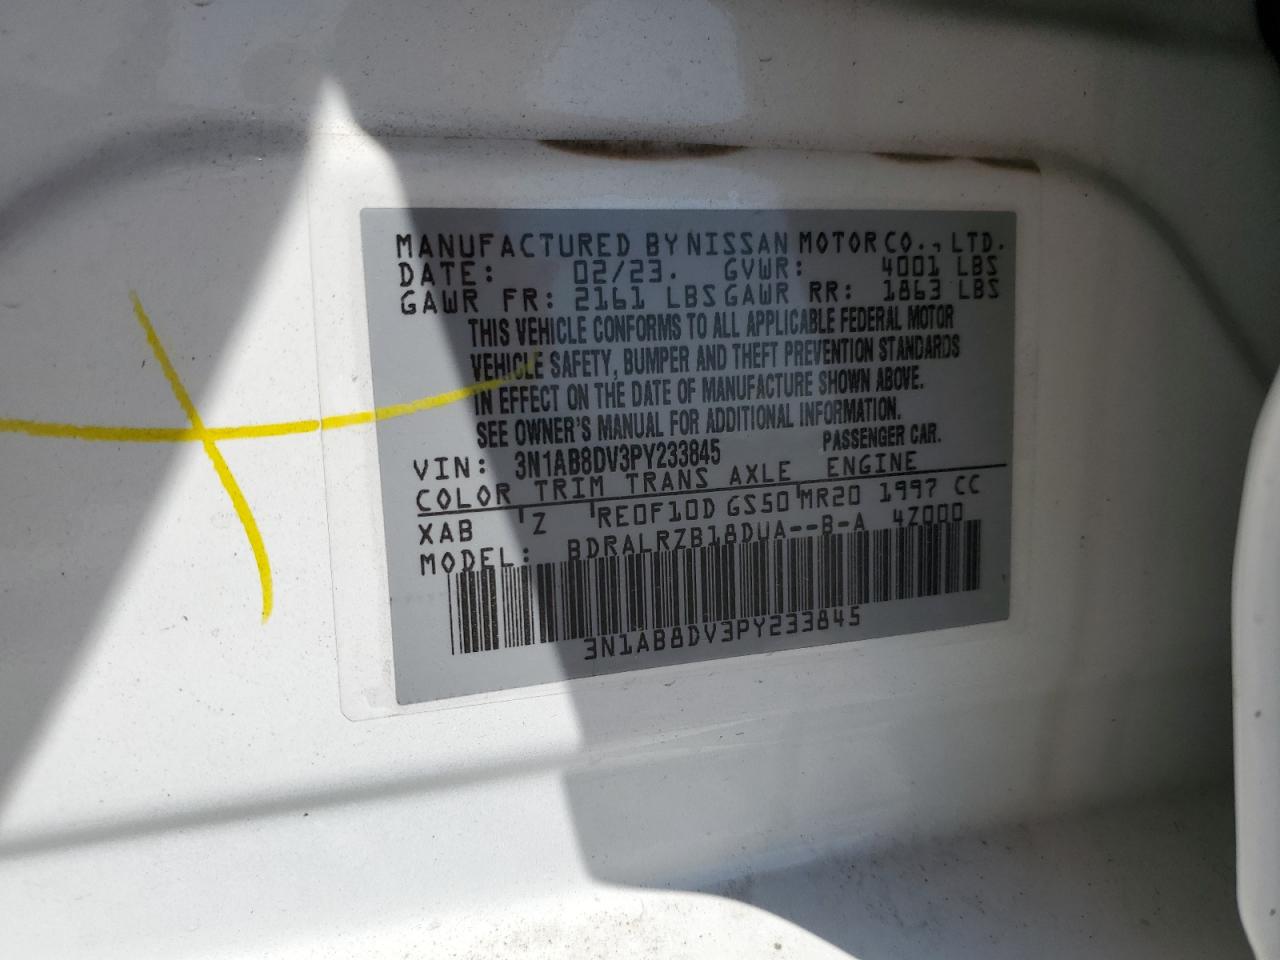 MANUFACTURED BY NISSAN MOTOR CO., LTD.
DATE: 02/23. GVWR: 4001 LBS
GAWR FR: 2161 LBS GAWR RR: 1863 LBS
THIS VEHICLE CONFORMS TO ALL APPLICABLE FEDERAL MOTOR
VEHICLE SAFETY, BUMPER AND THEFT PREVENTION STANDARDS
IN EFFECT ON THE DATE OF MANUFACTURE SHOWN ABOVE.
SEE OWNER'S MANUAL FOR ADDITIONAL INFORMATION.
VIN: 3N1AB8DV3PY233845 PASSENGER CAR.
COLOR TRIM TRANS AXLE ENGINE
XAB Z RE0F10D GS50 MR20 1997 CC
MODEL: BDRALRZB18DUA--B-A 4Z000
3N1AB8DV3PY233845